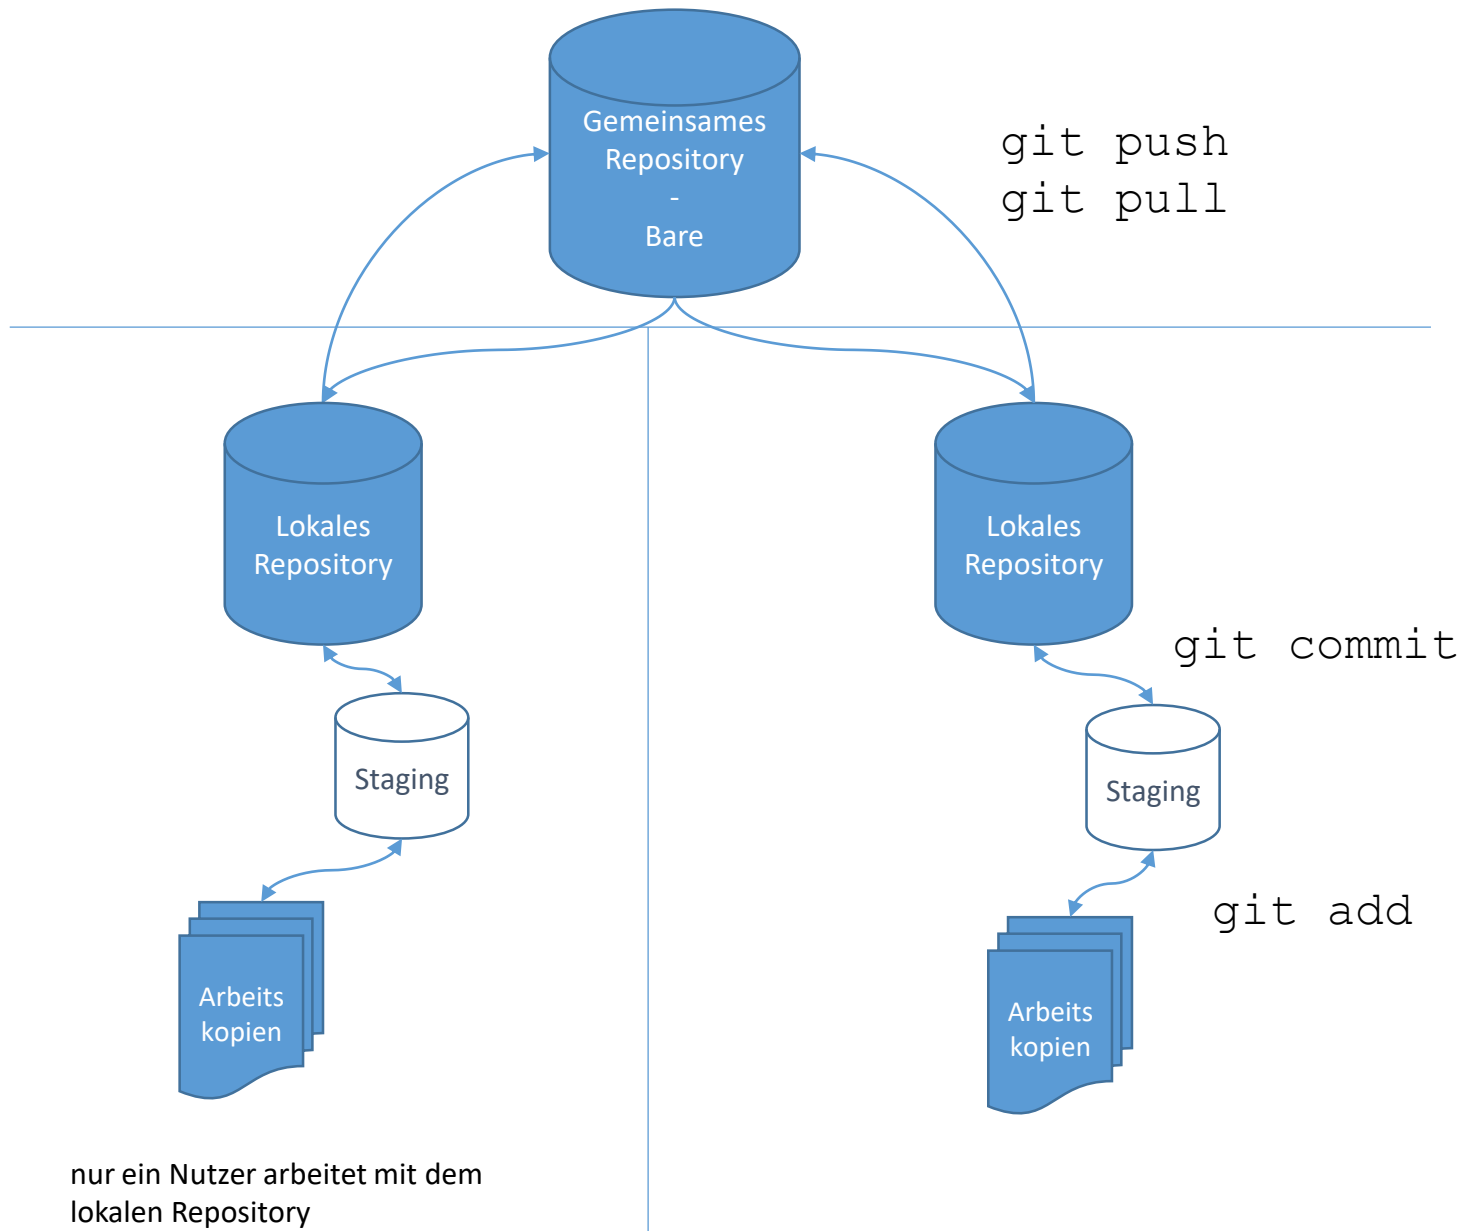 Gemeinsames
Repository
-
Bare
git push
git pull
Lokales
Repository
Lokales
Repository
git commit
Staging
Staging
git add
Arbeits
kopien
Arbeits
kopien
nur ein Nutzer arbeitet mit dem
lokalen Repository